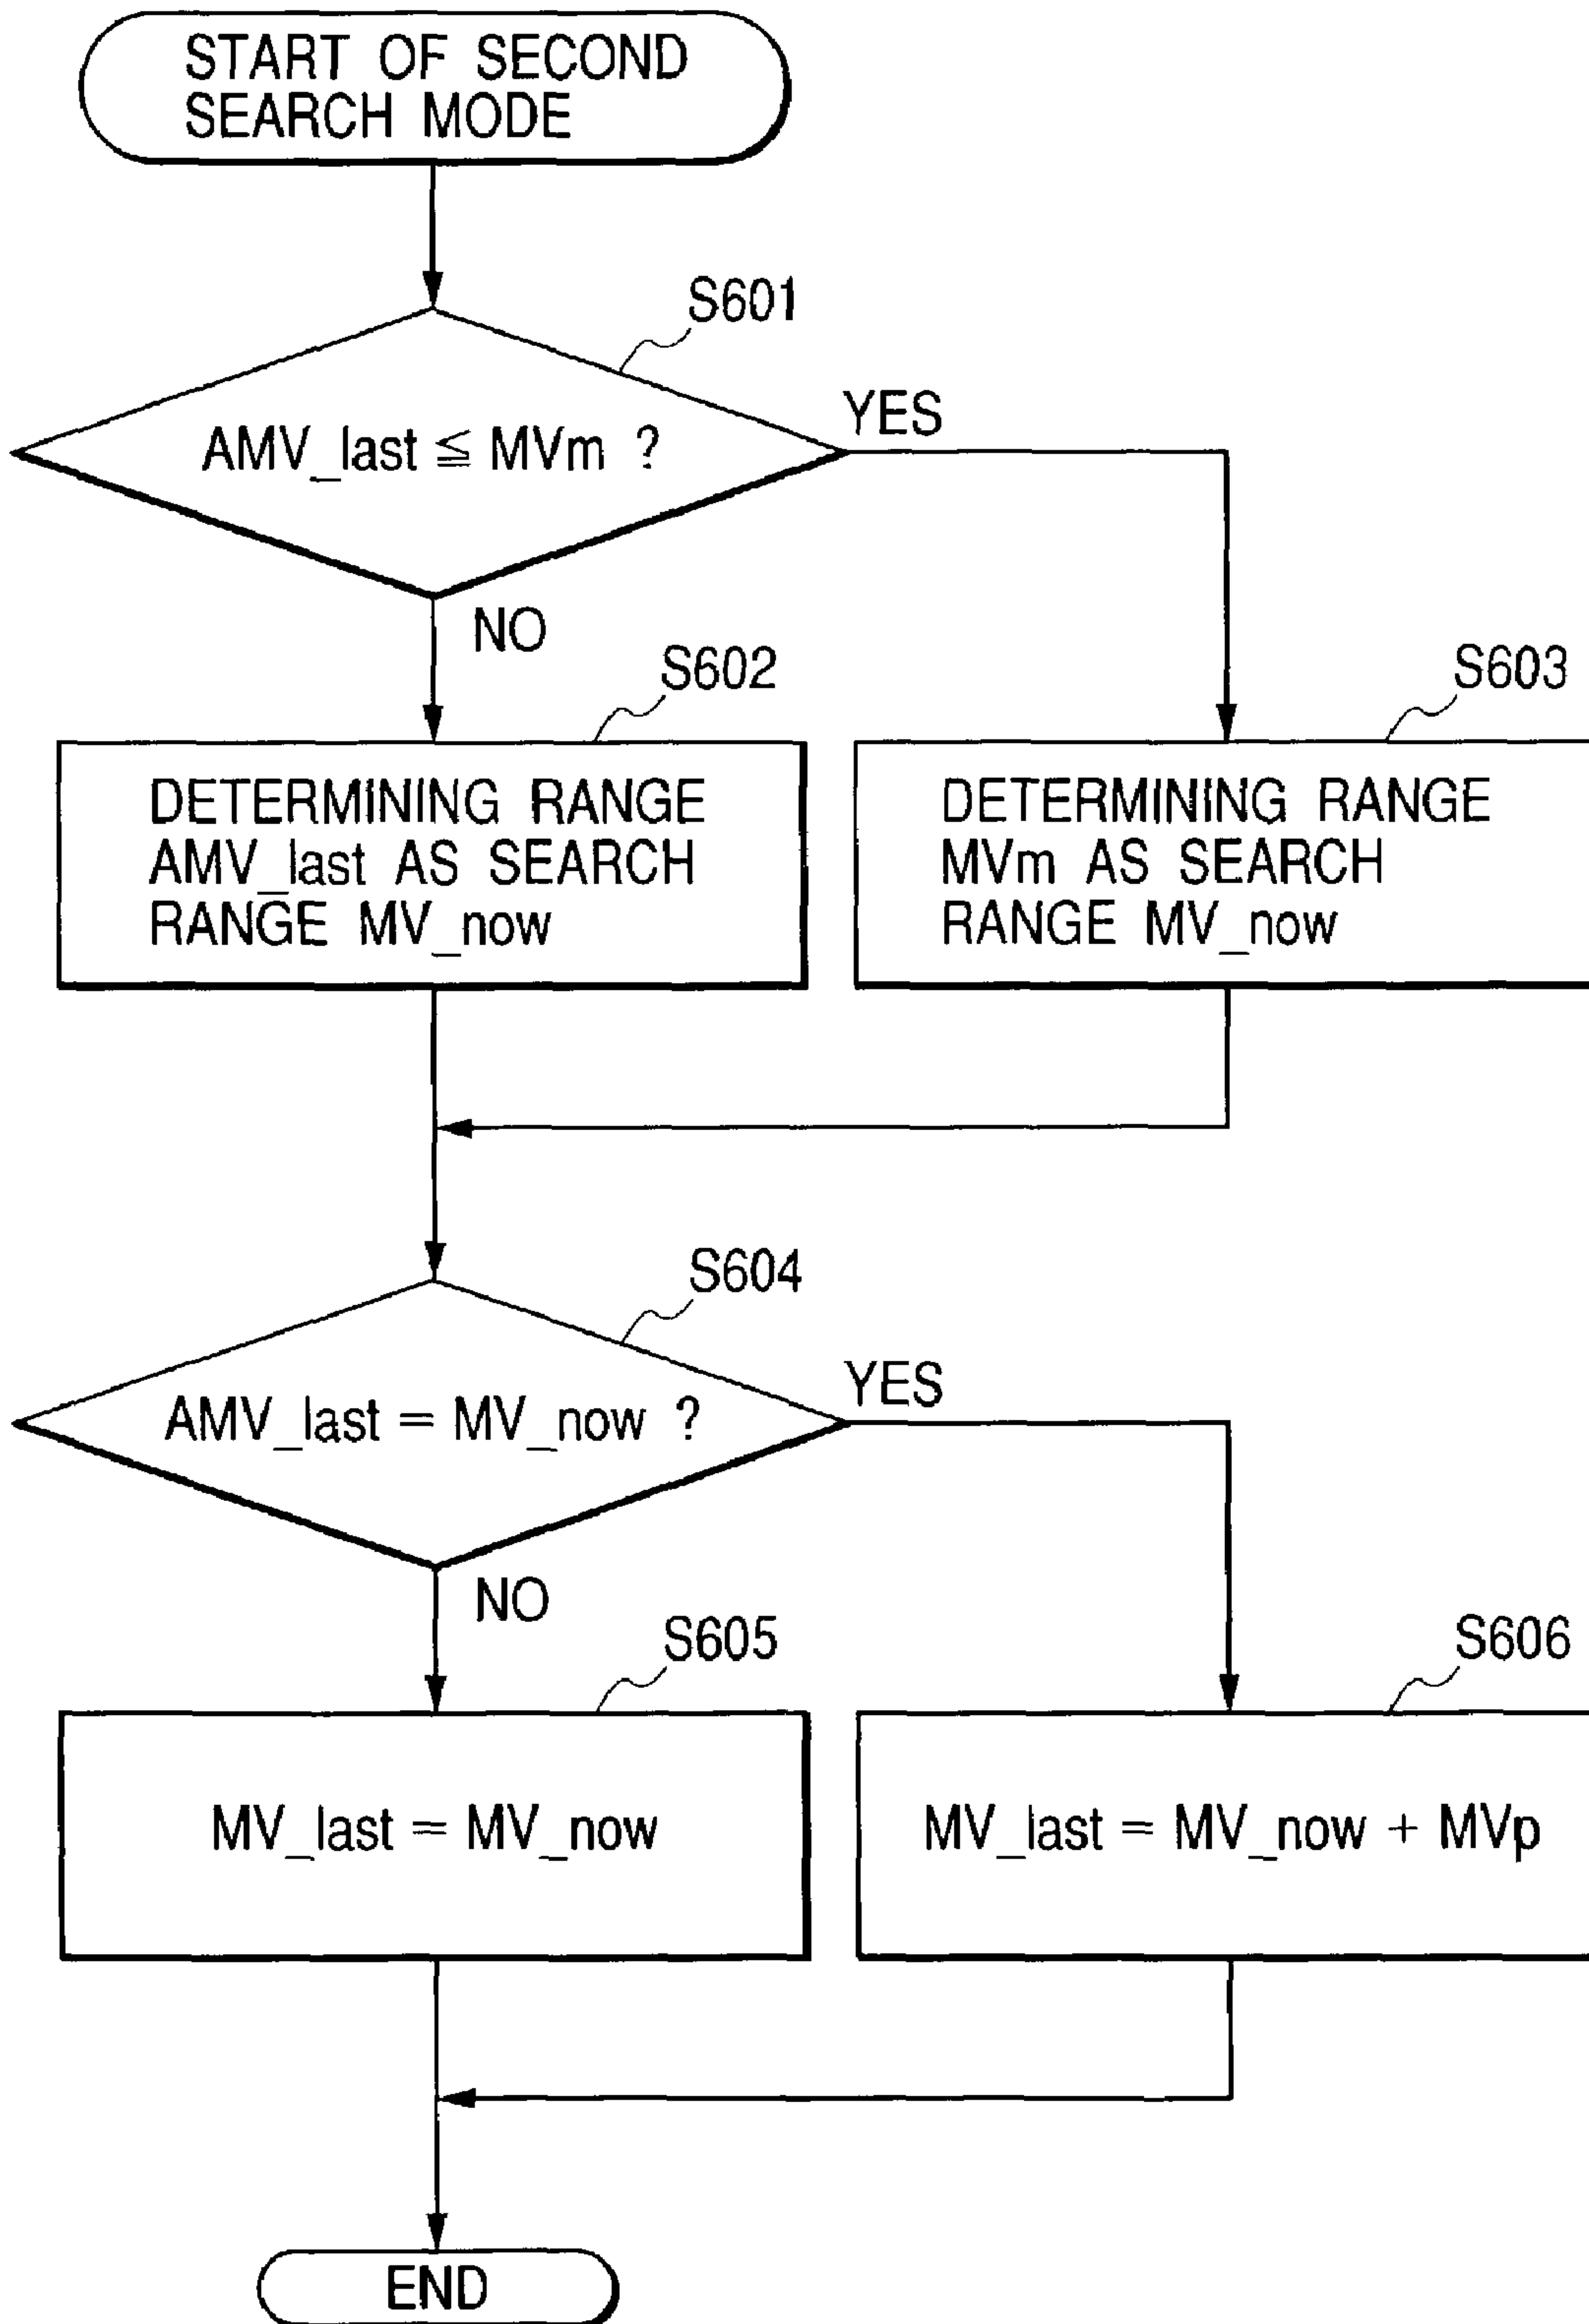 START OF SECOND
SEARCH MODE
S601
AMV_last ≦ MVm ?
YES
NO
S602
S603
DETERMINING RANGE
AMV_last AS SEARCH
RANGE MV_now
DETERMINING RANGE
MVm AS SEARCH
RANGE MV_now
S604
AMV_last = MV_now ?
YES
NO
S605
S606
MV_last = MV_now
MV_last = MV_now + MVp
END